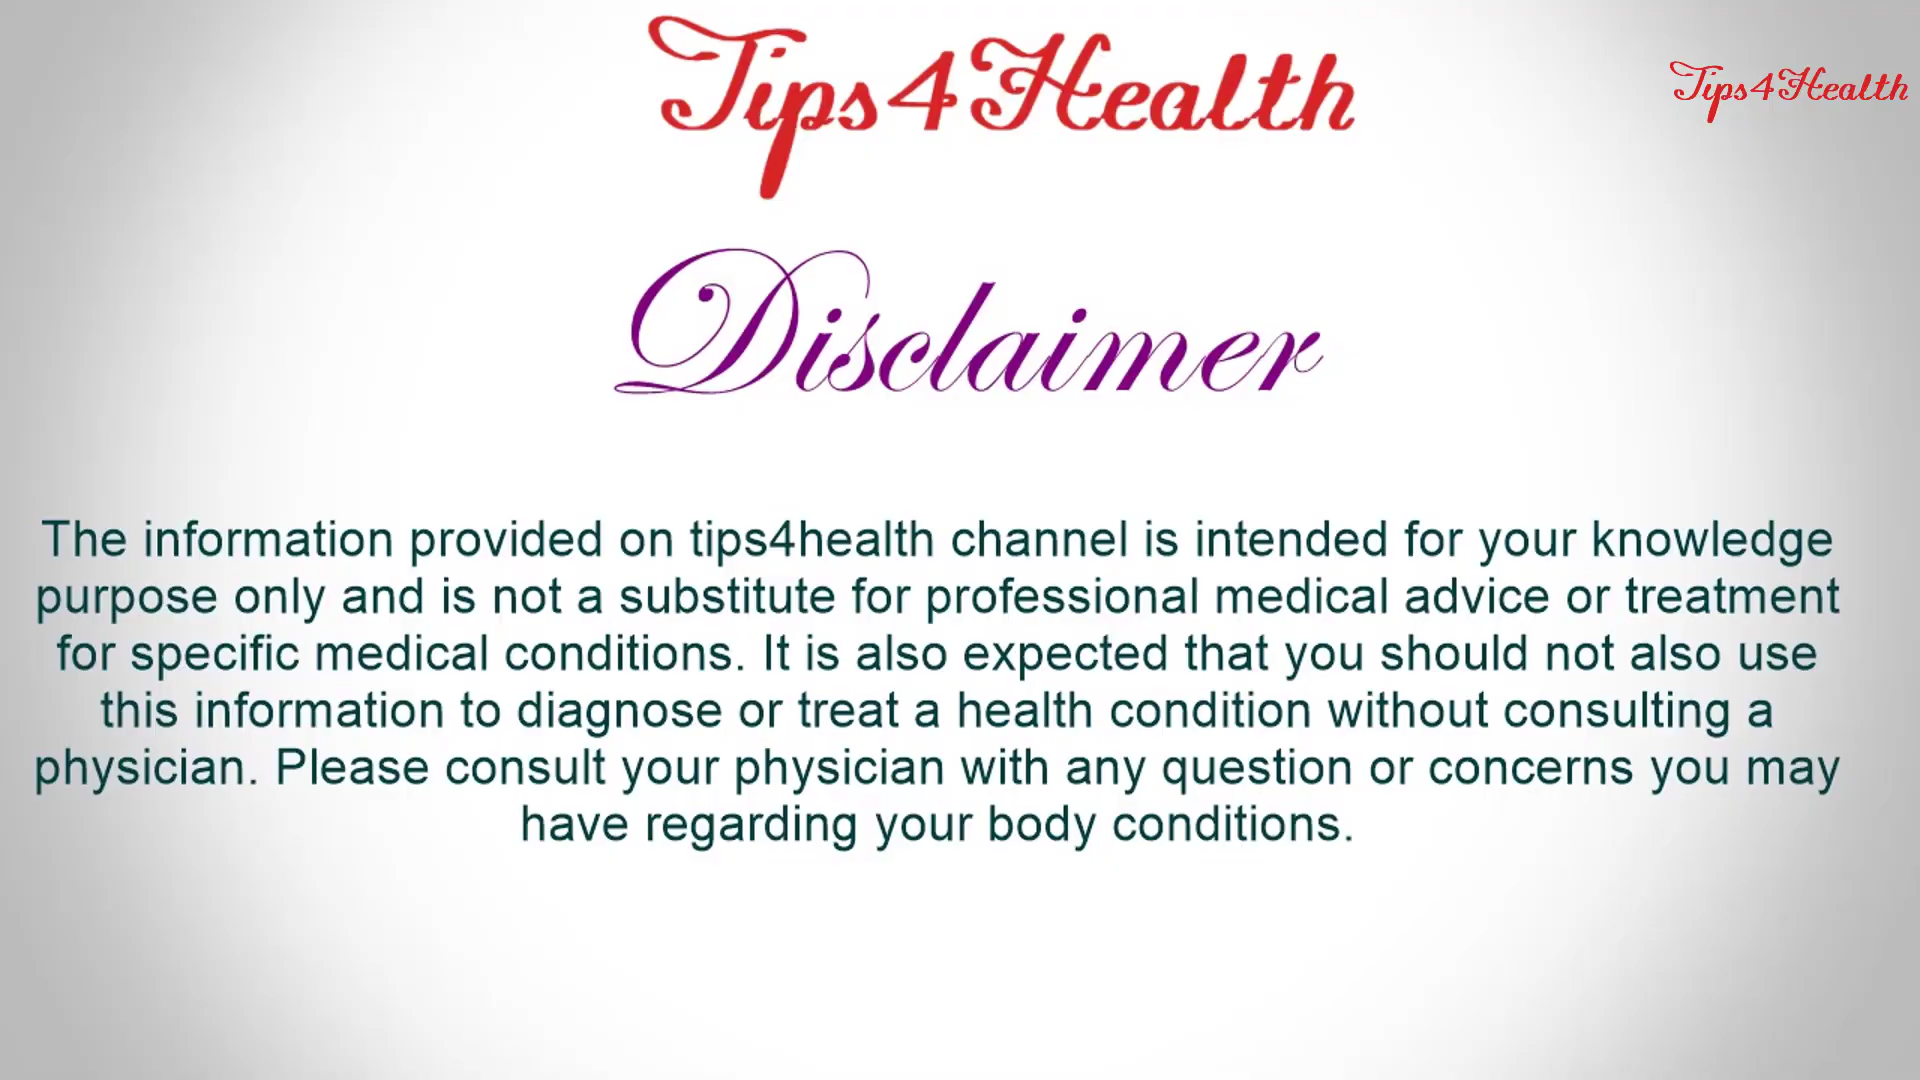 Tips4Health
Tips4Health
Disclaimer
The information provided on tips4health channel is intended for your knowledge
purpose only and is not a substitute for professional medical advice or treatment
for specific medical conditions. It is also expected that you should not also use
this information to diagnose or treat a health condition without consulting a
physician. Please consult your physician with any question or concerns you may
have regarding your body conditions.